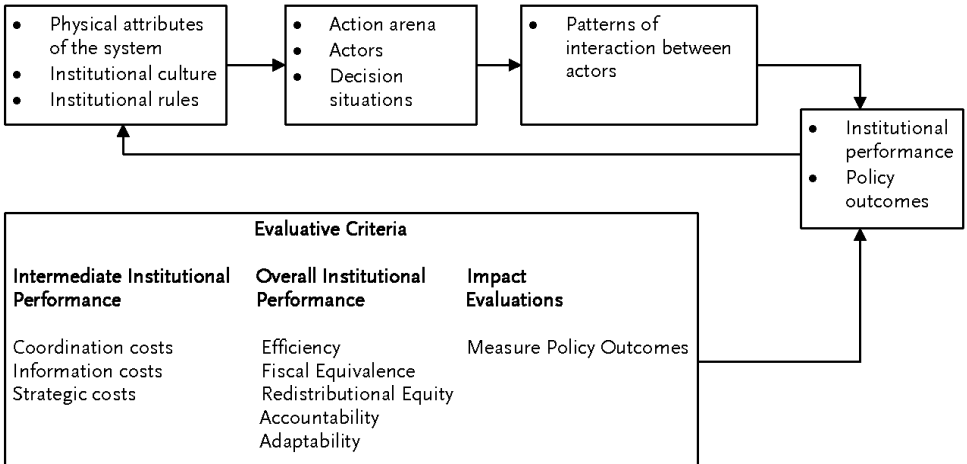 ● Physical attributes
of the system
● Institutional culture
● Institutional rules
● Action arena
● Actors
● Decision
situations
● Patterns of
interaction between
actors
● Institutional
performance
● Policy
outcomes
Evaluative Criteria
Intermediate Institutional
Performance
Coordination costs
Information costs
Strategic costs
Overall Institutional
Performance
Efficiency
Fiscal Equivalence
Redistributional Equity
Accountability
Adaptability
Impact
Evaluations
Measure Policy Outcomes